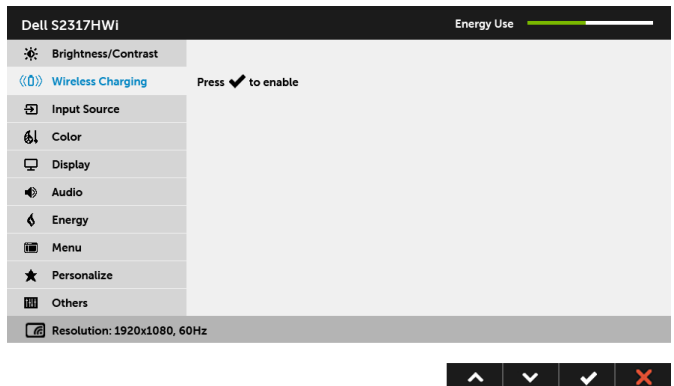 Dell S2317HWi
Energy Use
Brightness/Contrast
Wireless Charging
Press ✔ to enable
Input Source
Color
Display
Audio
Energy
Menu
Personalize
Others
Resolution: 1920x1080, 60Hz